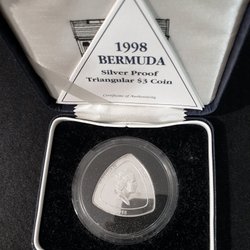 1998
BERMUDA
Silver Proof
Triangular $3 Coin
Certificate of Authenticity